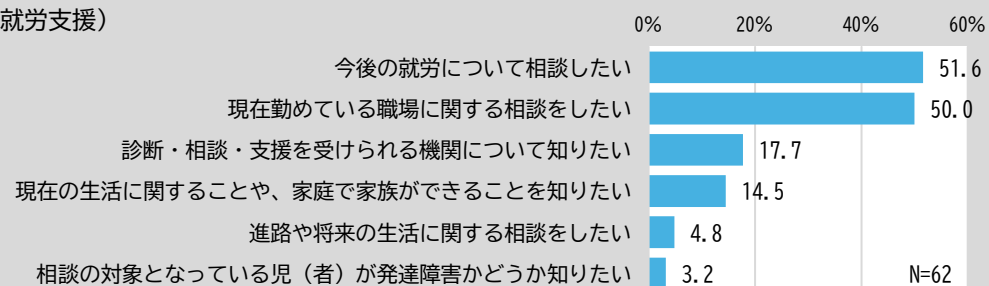 就労支援）
0% 20% 40% 60%
今後の就労について相談したい 51.6
現在勤めている職場に関する相談をしたい 50.0
診断・相談・支援を受けられる機関について知りたい 17.7
現在の生活に関することや、家庭で家族ができることを知りたい 14.5
進路や将来の生活に関する相談をしたい 4.8
相談の対象となっている児（者）が発達障害かどうか知りたい 3.2 N=62